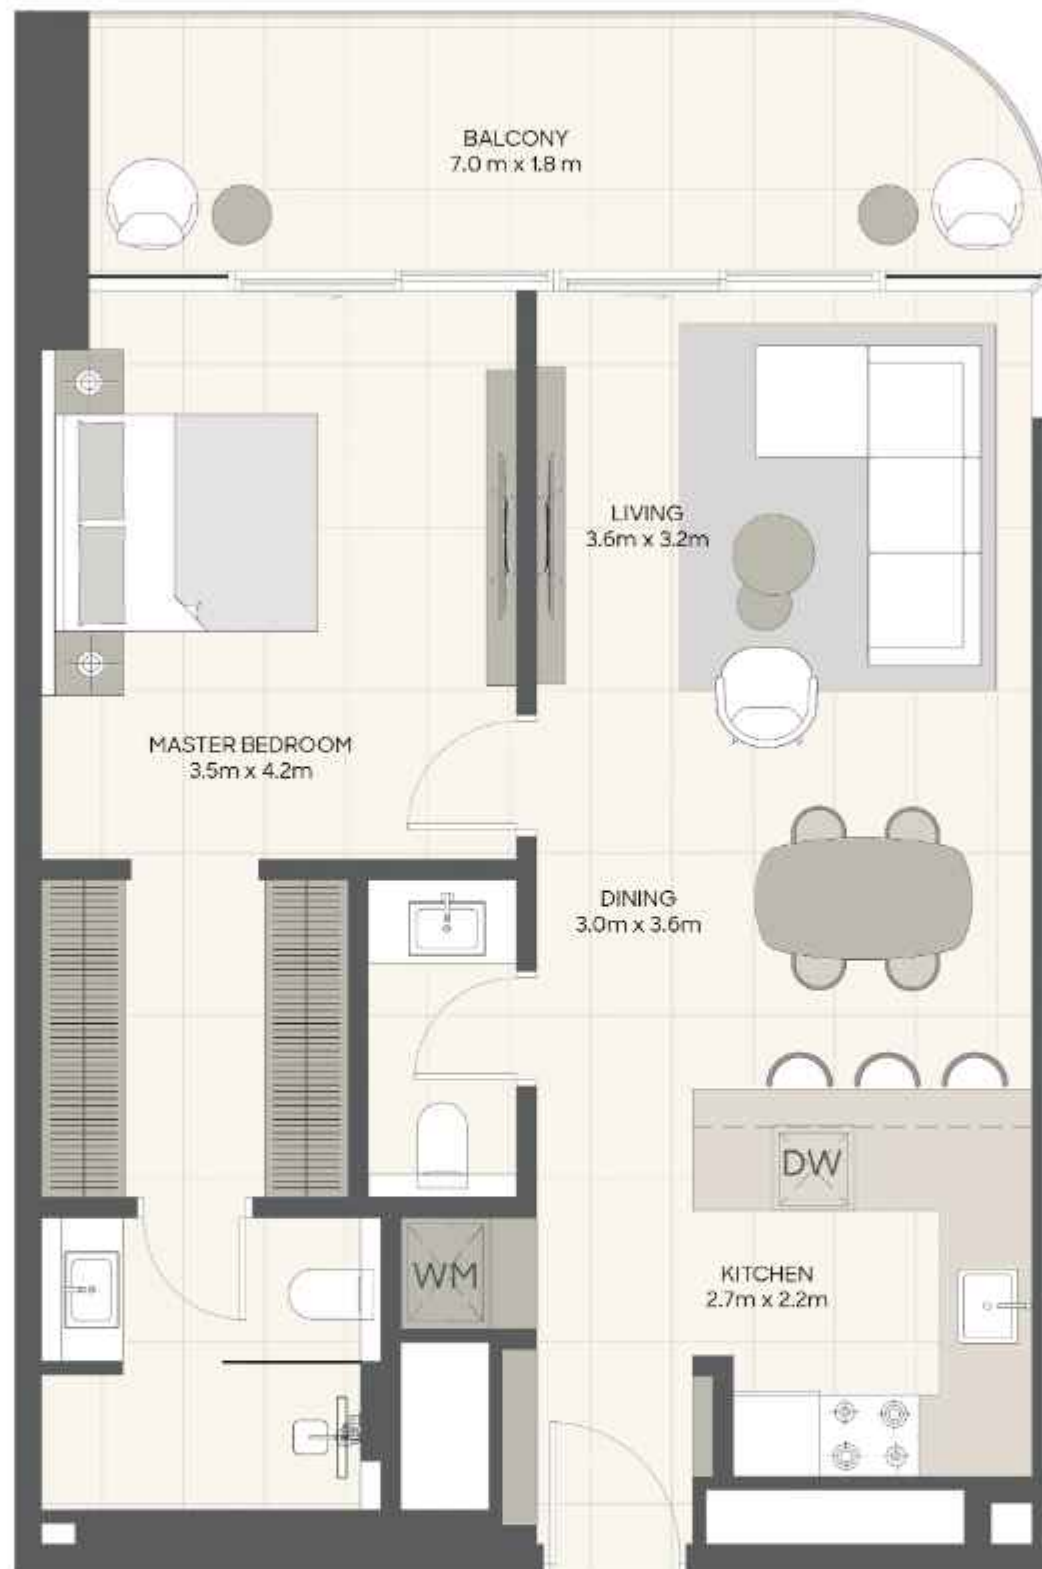 BALCONY
7.0 m x 1.8 m
LIVING
3.6m x 3.2m
MASTER BEDROOM
3.5m x 4.2m
DINING
3.0m x 3.6m
DW
WM
KITCHEN
2.7m x 2.2m